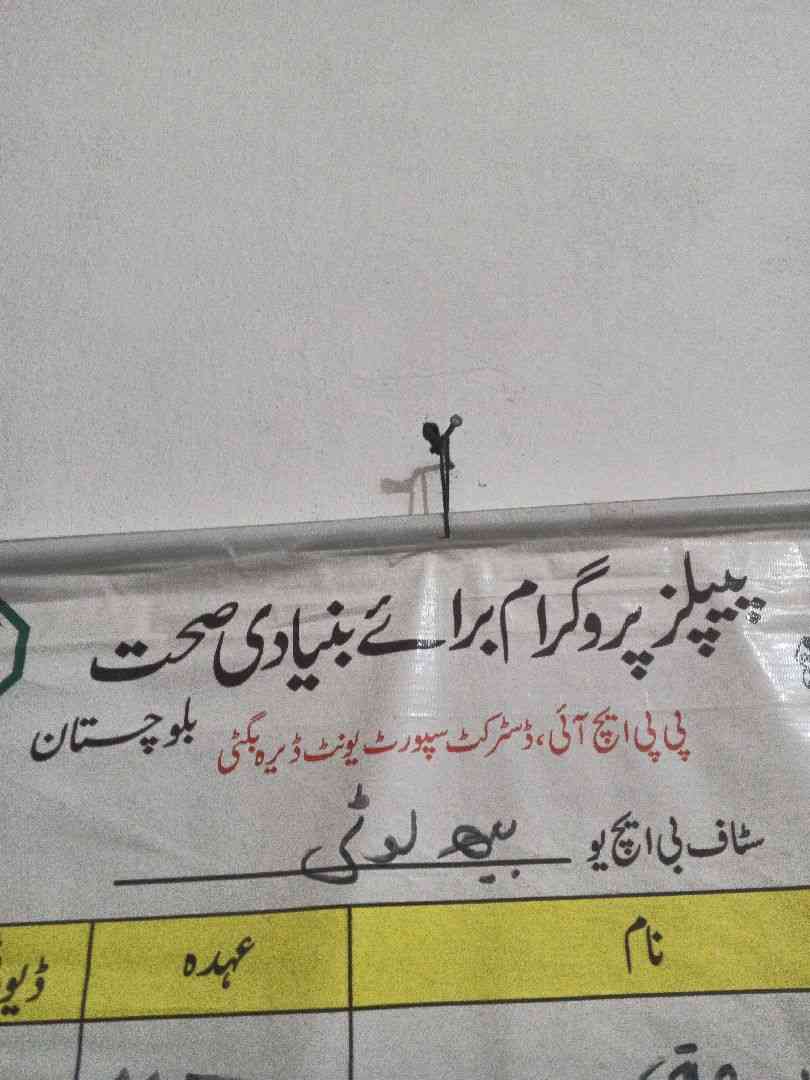 پیپلز پروگرام برائے بنیادی صحت
پی پی ایچ آئی، ڈسٹرکٹ سپورٹ یونٹ ڈیرہ بگٹی بلوچستان
سٹاف بی ایچ یو
نام عہدہ